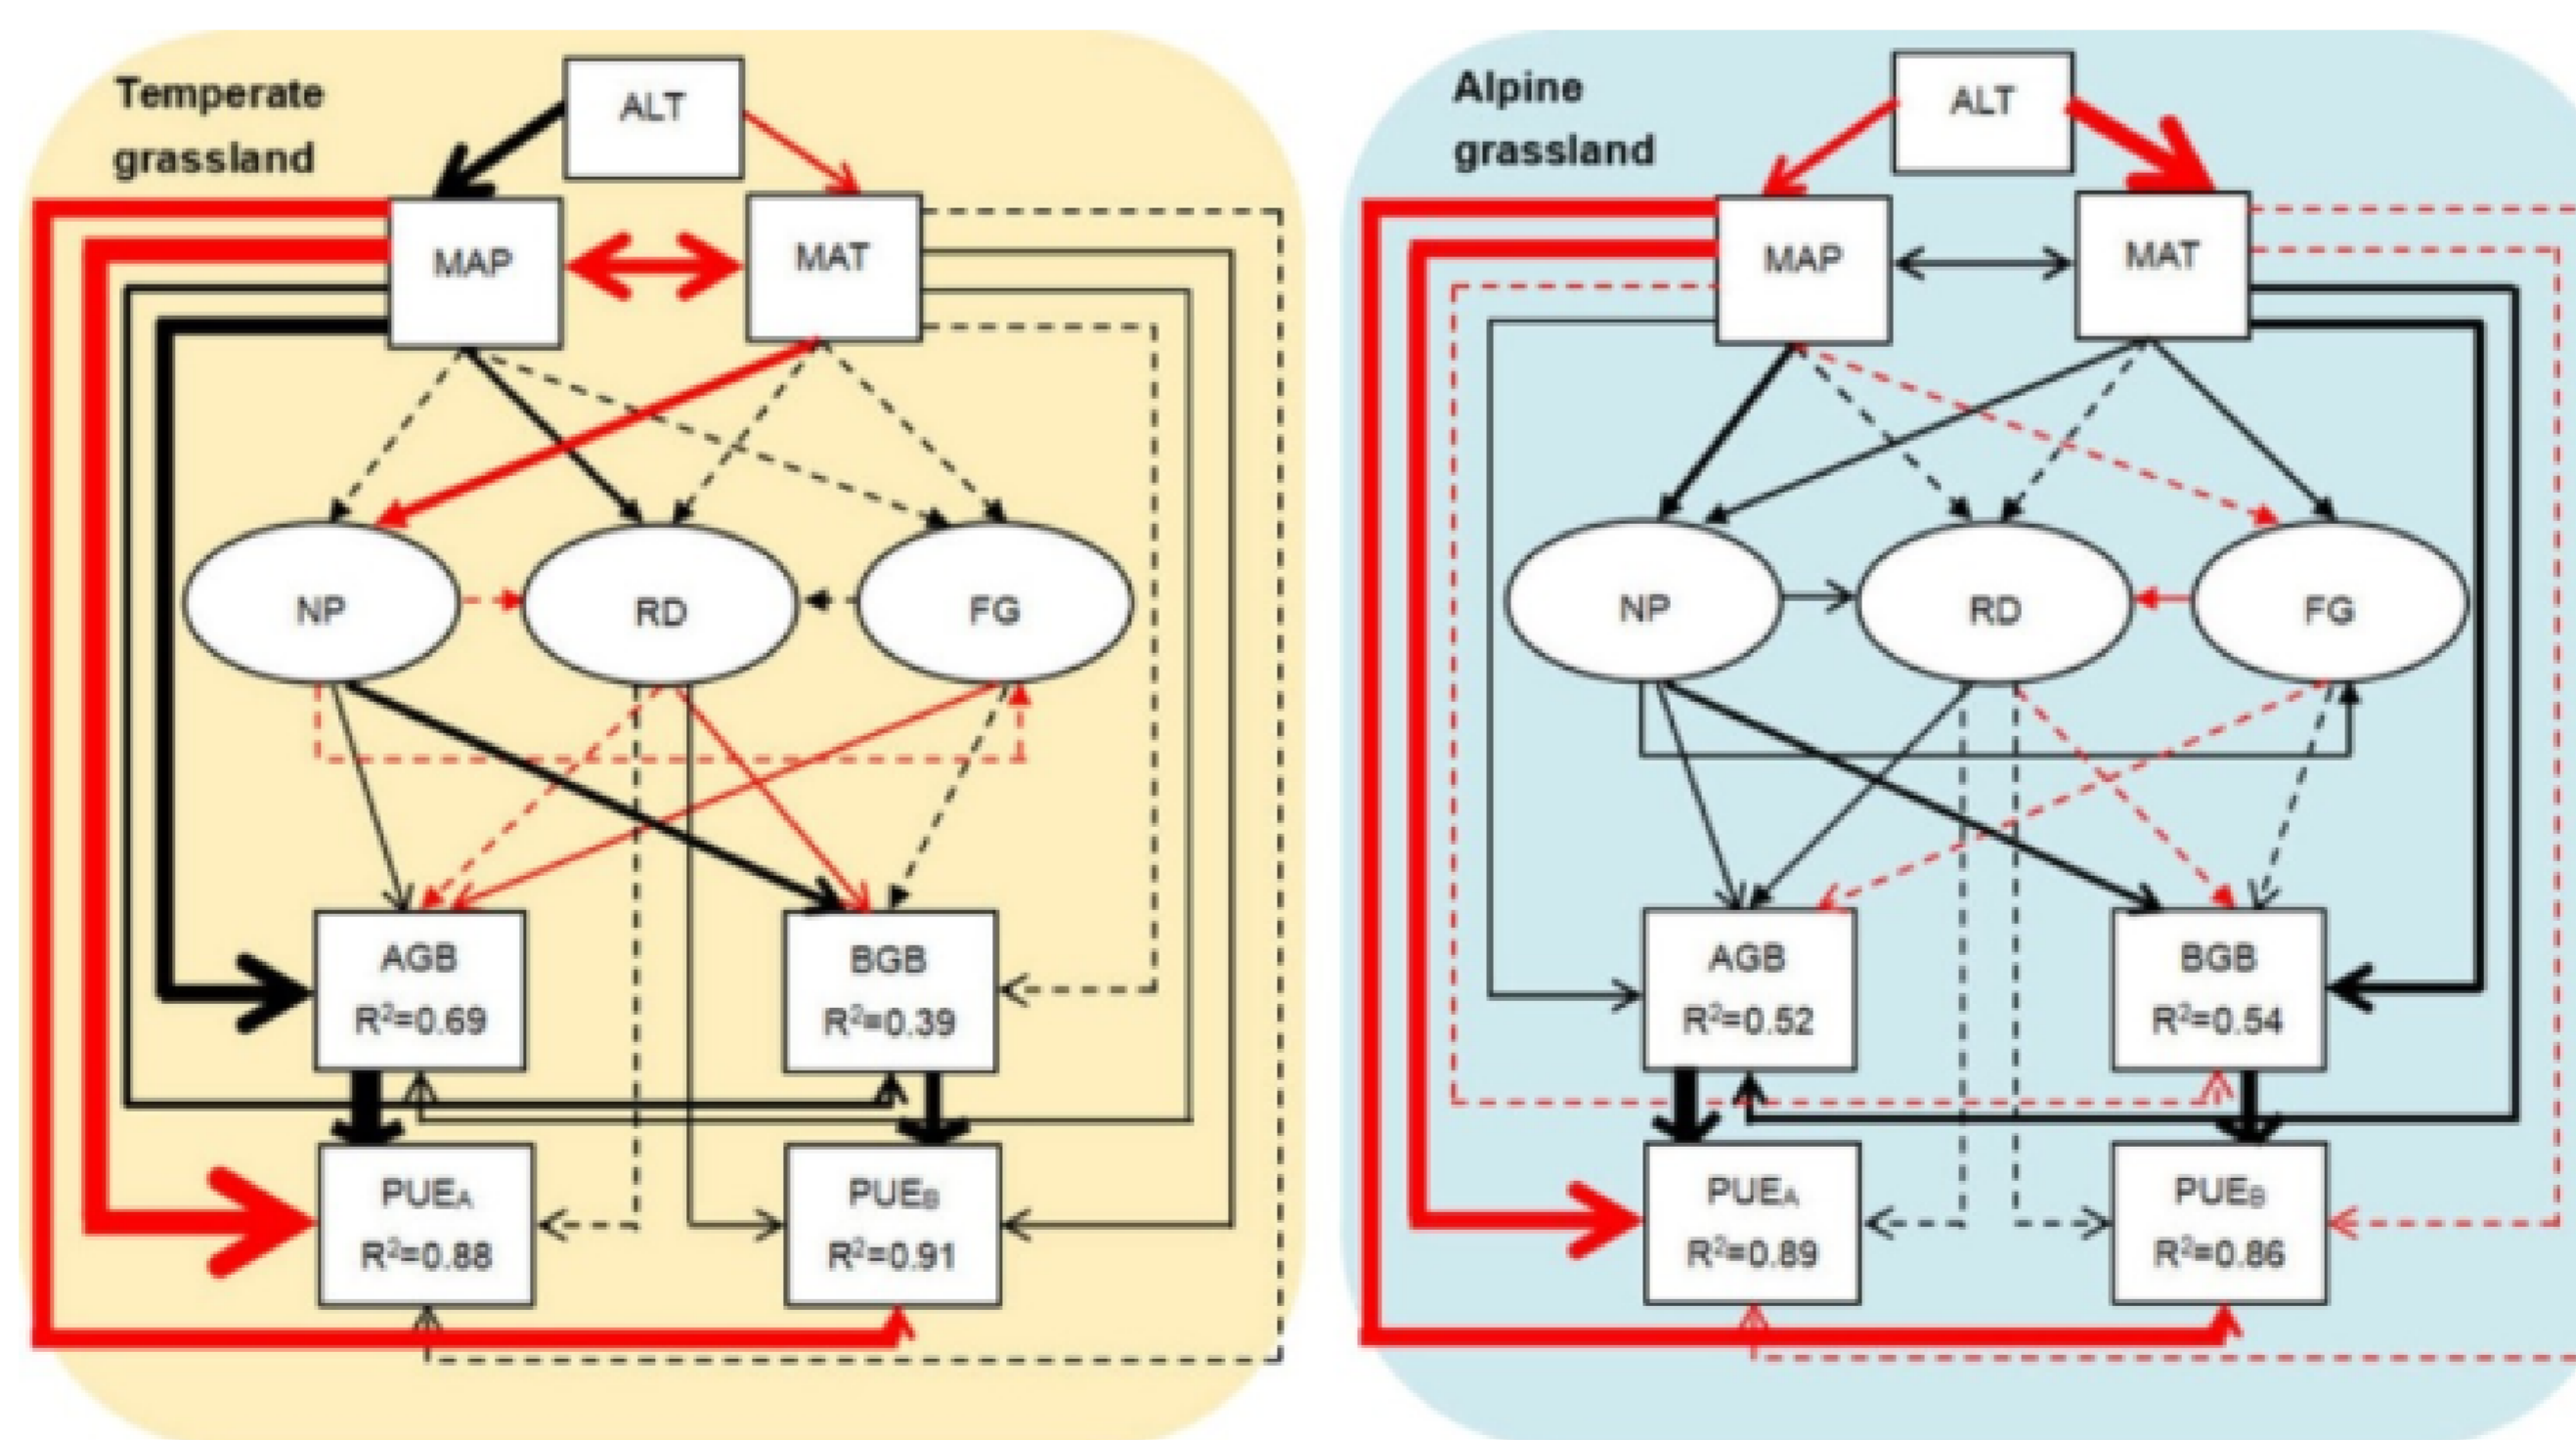 Temperate
grassland
ALT
MAP
MAT
NP
RD
FG
AGB
R²=0.69
BGB
R²=0.39
PUEA
R²=0.88
PUEB
R²=0.91
Alpine
grassland
ALT
MAP
MAT
NP
RD
FG
AGB
R²=0.52
BGB
R²=0.54
PUEA
R²=0.89
PUEB
R²=0.86